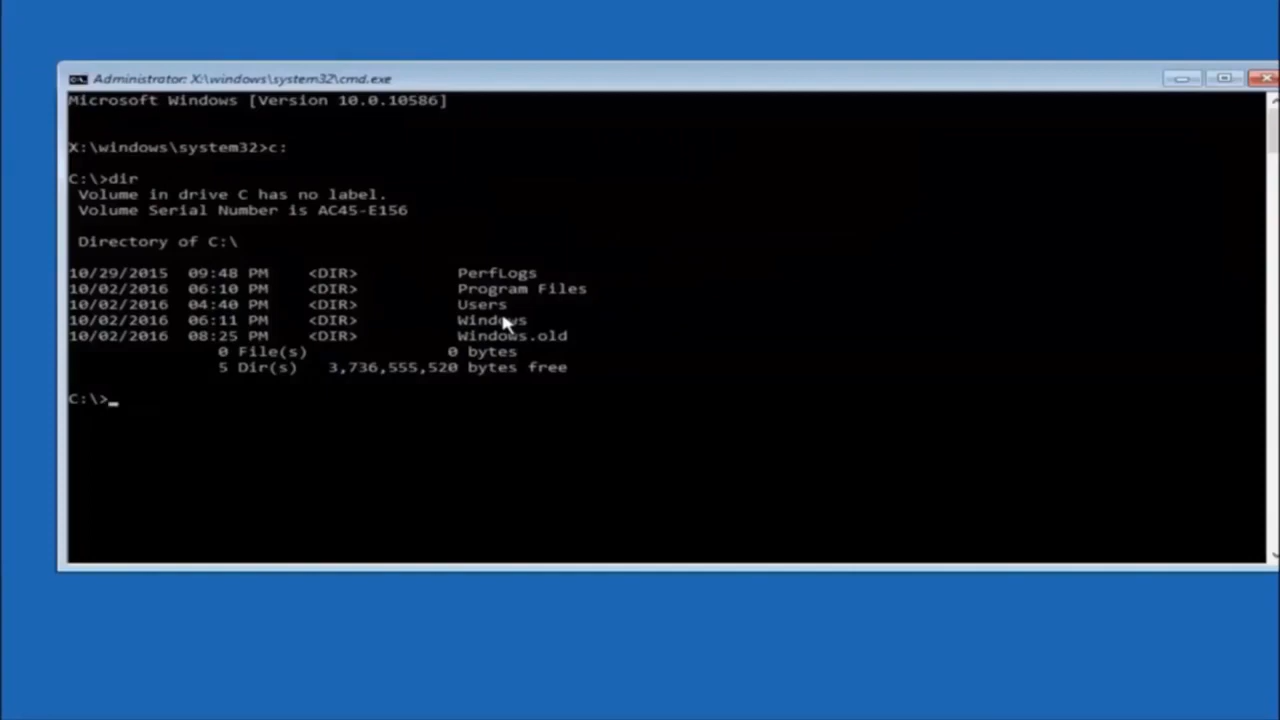 Administrator: X:\windows\system32\cmd.exe
Microsoft Windows [Version 10.0.10586]
X:\windows\system32>c:
C:\>dir
Volume in drive C has no label.
Volume Serial Number is AC45-E156
Directory of C:\
10/29/2015  09:48 PM    <DIR>          PerfLogs
10/02/2016  06:10 PM    <DIR>          Program Files
10/02/2016  04:40 PM    <DIR>          Users
10/02/2016  06:11 PM    <DIR>          Windows
10/02/2016  08:25 PM    <DIR>          Windows.old
0 File(s)              0 bytes
5 Dir(s)   3,736,555,520 bytes free
C:\>_